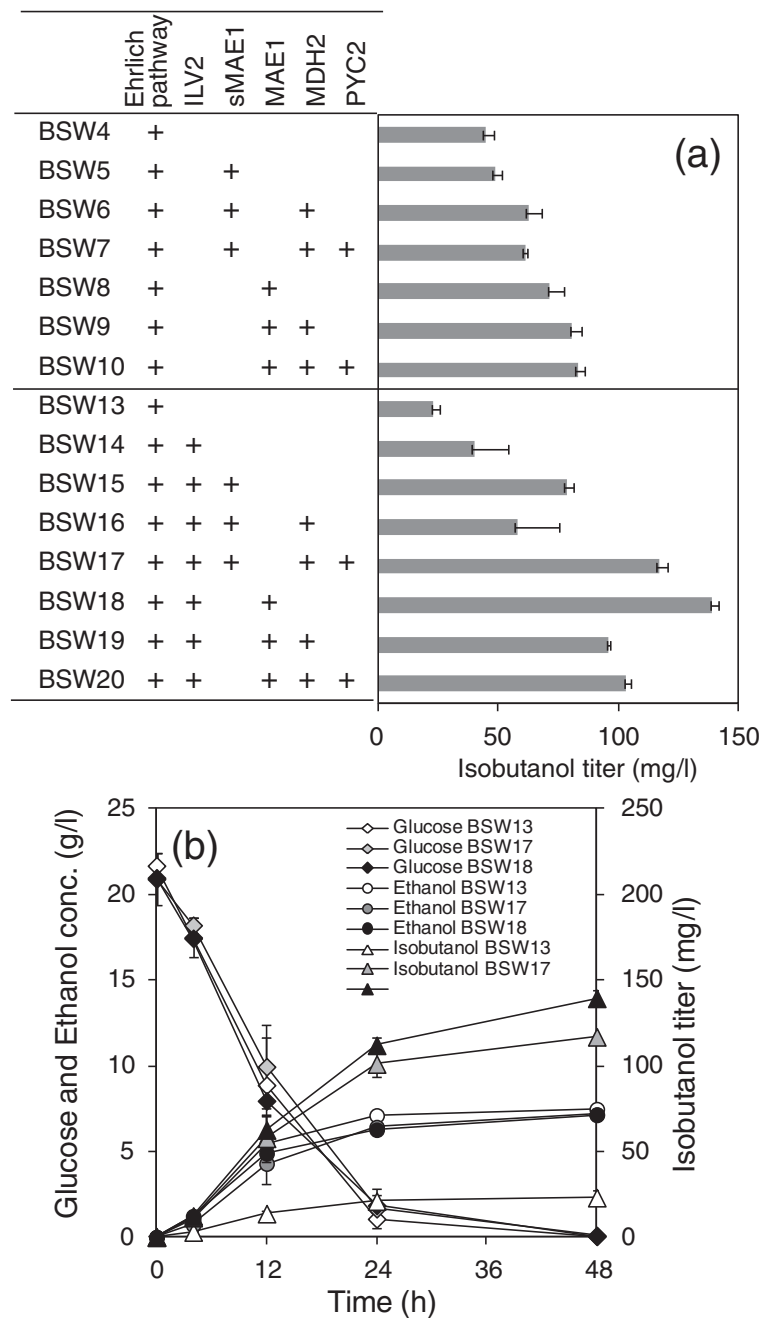 Ehrlich pathway ILV2 sMAE1 MAE1 MDH2 PYC2
(a)
BSW4 +
BSW5 + +
BSW6 + + +
BSW7 + + + +
BSW8 + +
BSW9 + + +
BSW10 + + + +
BSW13 +
BSW14 + +
BSW15 + + +
BSW16 + + + +
BSW17 + + + + +
BSW18 + + +
BSW19 + + + +
BSW20 + + + + +
0 50 100 150
Isobutanol titer (mg/l)
(b)
Glucose and Ethanol conc. (g/l)
25
20
15
10
5
0
Glucose BSW13
Glucose BSW17
Glucose BSW18
Ethanol BSW13
Ethanol BSW17
Ethanol BSW18
Isobutanol BSW13
Isobutanol BSW17
250
200
150
100
50
0
Isobutanol titer (mg/l)
0 12 24 36 48
Time (h)